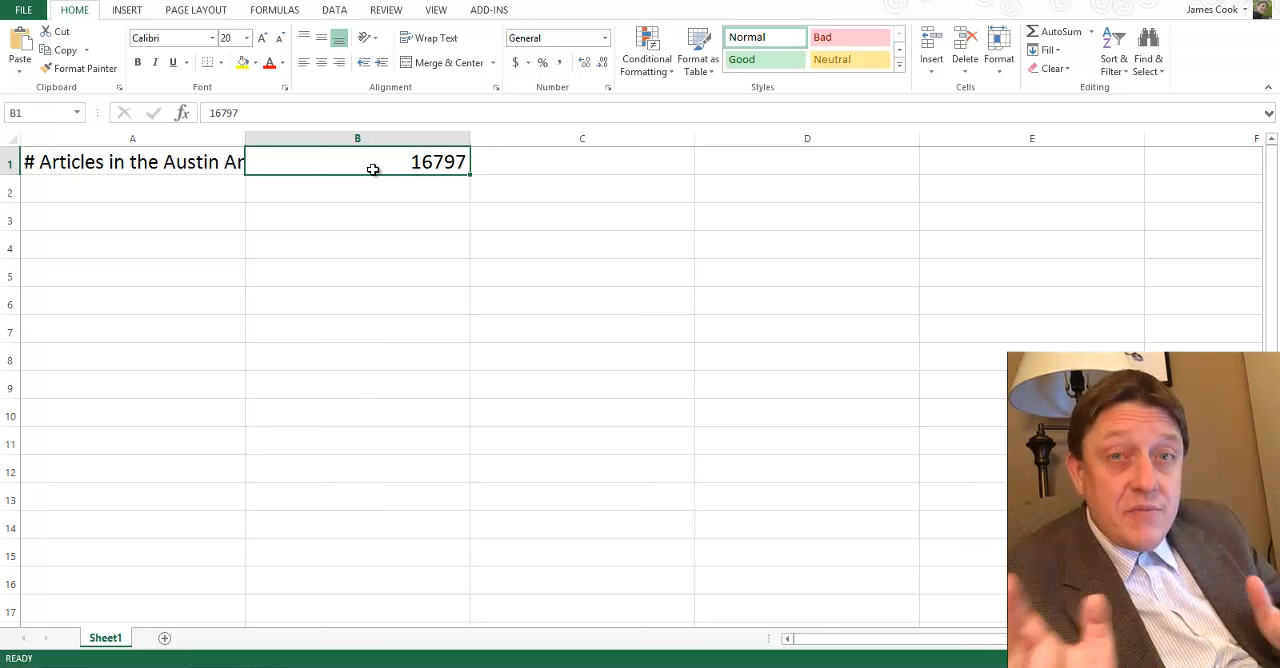 FILE HOME INSERT PAGE LAYOUT FORMULAS DATA REVIEW VIEW ADD-INS James Cook
Paste
Cut
Copy
Format Painter
Clipboard
Calibri 20
B I U
Font
Wrap Text
Merge & Center
Alignment
General
$ % ,
Number
Conditional Formatting
Format as Table
Normal Bad
Good Neutral
Styles
Insert Delete Format
Cells
AutoSum
Fill
Clear
Sort & Filter
Find & Select
Editing
B1 fx 16797
A B C D E F
1 # Articles in the Austin Ar 16797
2
3
4
5
6
7
8
9
10
11
12
13
14
15
16
17
Sheet1
READY